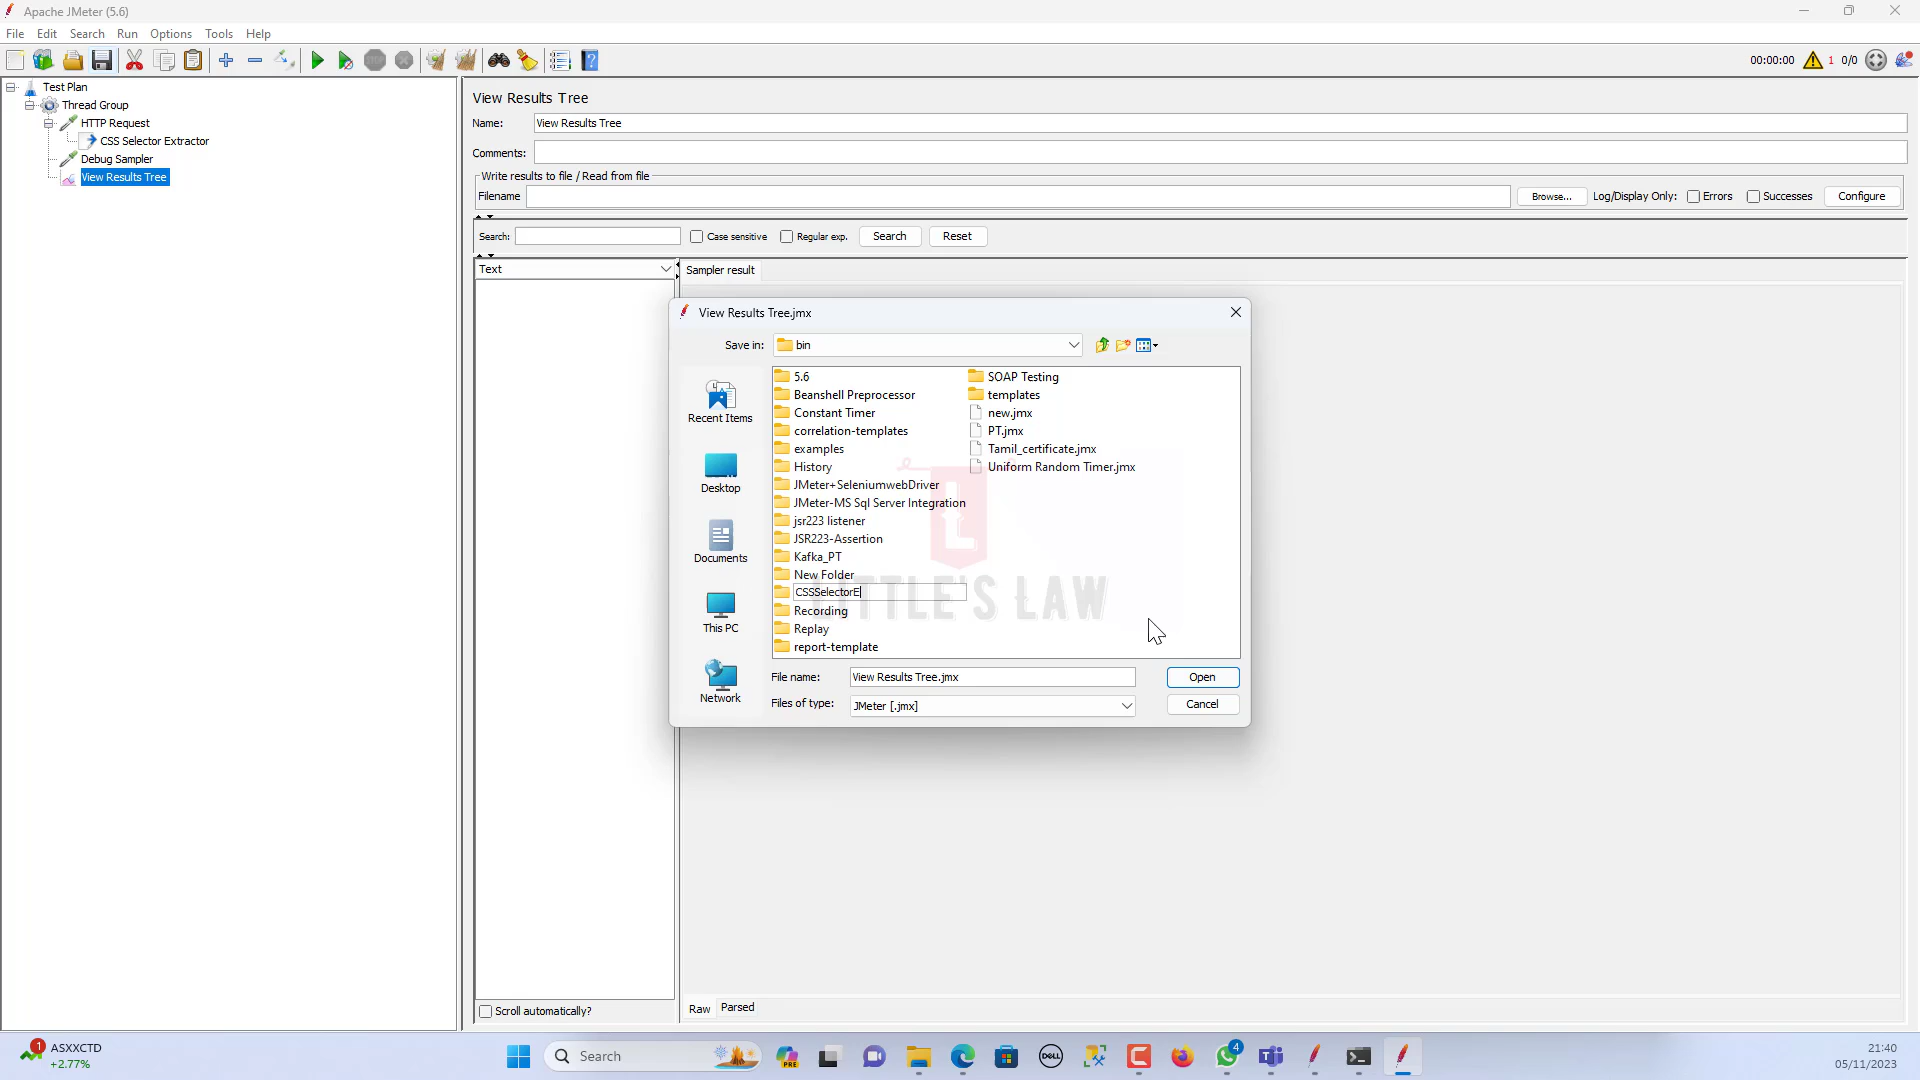 Apache JMeter (5.6)
File Edit Search Run Options Tools Help
00:00:00 1 0/0
Test Plan
Thread Group
HTTP Request
CSS Selector Extractor
Debug Sampler
View Results Tree
View Results Tree
Name: View Results Tree
Comments:
Write results to file / Read from file
Filename Browse... Log/Display Only: Errors Successes Configure
Search: Case sensitive Regular exp. Search Reset
Text
Sampler result
View Results Tree.jmx
Save in: bin
Recent Items
Desktop
Documents
This PC
Network
5.6
Beanshell Preprocessor
Constant Timer
correlation-templates
examples
History
JMeter+SeleniumwebDriver
JMeter-MS Sql Server Integration
jsr223 listener
JSR223-Assertion
Kafka_PT
New Folder
CSSSelectorE
Recording
Replay
report-template
SOAP Testing
templates
new.jmx
PT.jmx
Tamil_certificate.jmx
Uniform Random Timer.jmx
LITTLE'S LAW
File name: View Results Tree.jmx Open
Files of type: JMeter [.jmx] Cancel
Scroll automatically?
Raw Parsed
1 ASXXCTD
+2.77%
Search
PRE
DELL
4
21:40
05/11/2023